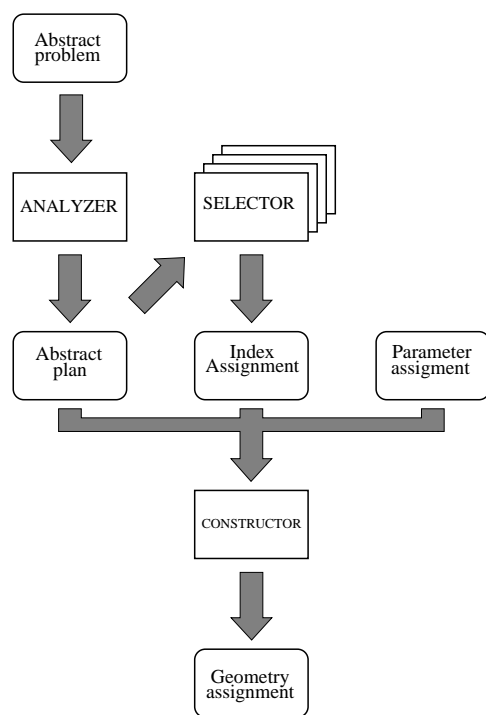 Abstract
problem
ANALYZER
SELECTOR
Abstract
plan
Index
Assignment
Parameter
assigment
CONSTRUCTOR
Geometry
assignment